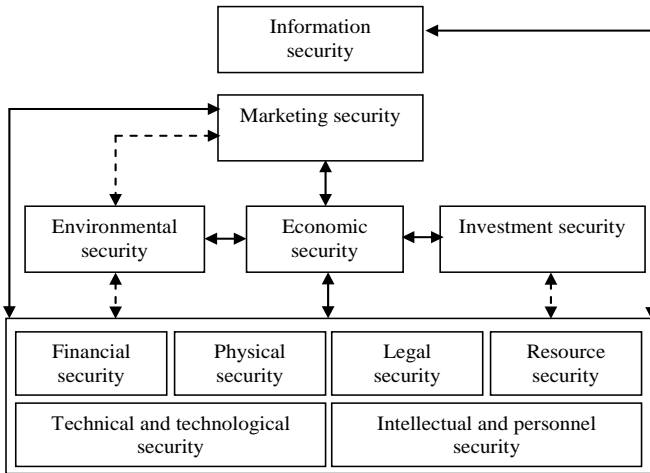 Information
security
Marketing security
Environmental
security
Economic
security
Investment security
Financial
security
Physical
security
Legal
security
Resource
security
Technical and technological
security
Intellectual and personnel
security